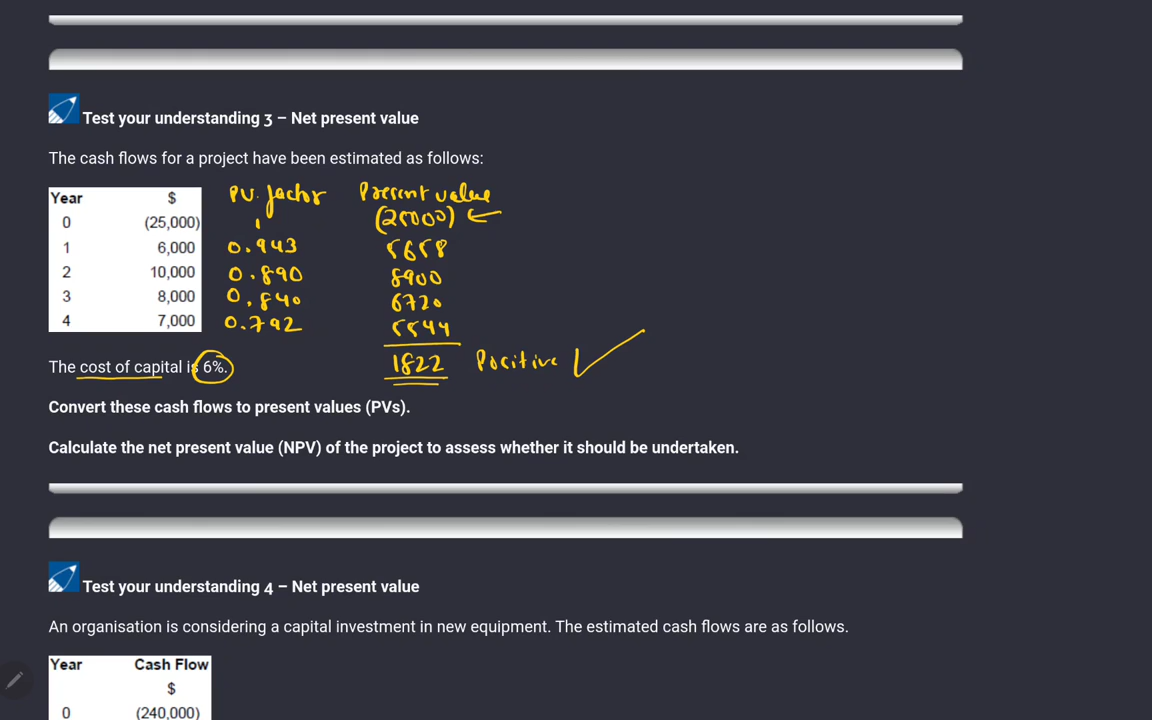 Test your understanding 3 – Net present value
The cash flows for a project have been estimated as follows:
Year $ PV. factor Present value
0 (25,000) 1 (25000) ←
1 6,000 0.943 5658
2 10,000 0.890 8900
3 8,000 0.840 6720
4 7,000 0.792 5544
The cost of capital is 6%. 1822 Positive ✓
Convert these cash flows to present values (PVs).
Calculate the net present value (NPV) of the project to assess whether it should be undertaken.
Test your understanding 4 – Net present value
An organisation is considering a capital investment in new equipment. The estimated cash flows are as follows.
Year Cash Flow
$
0 (240,000)